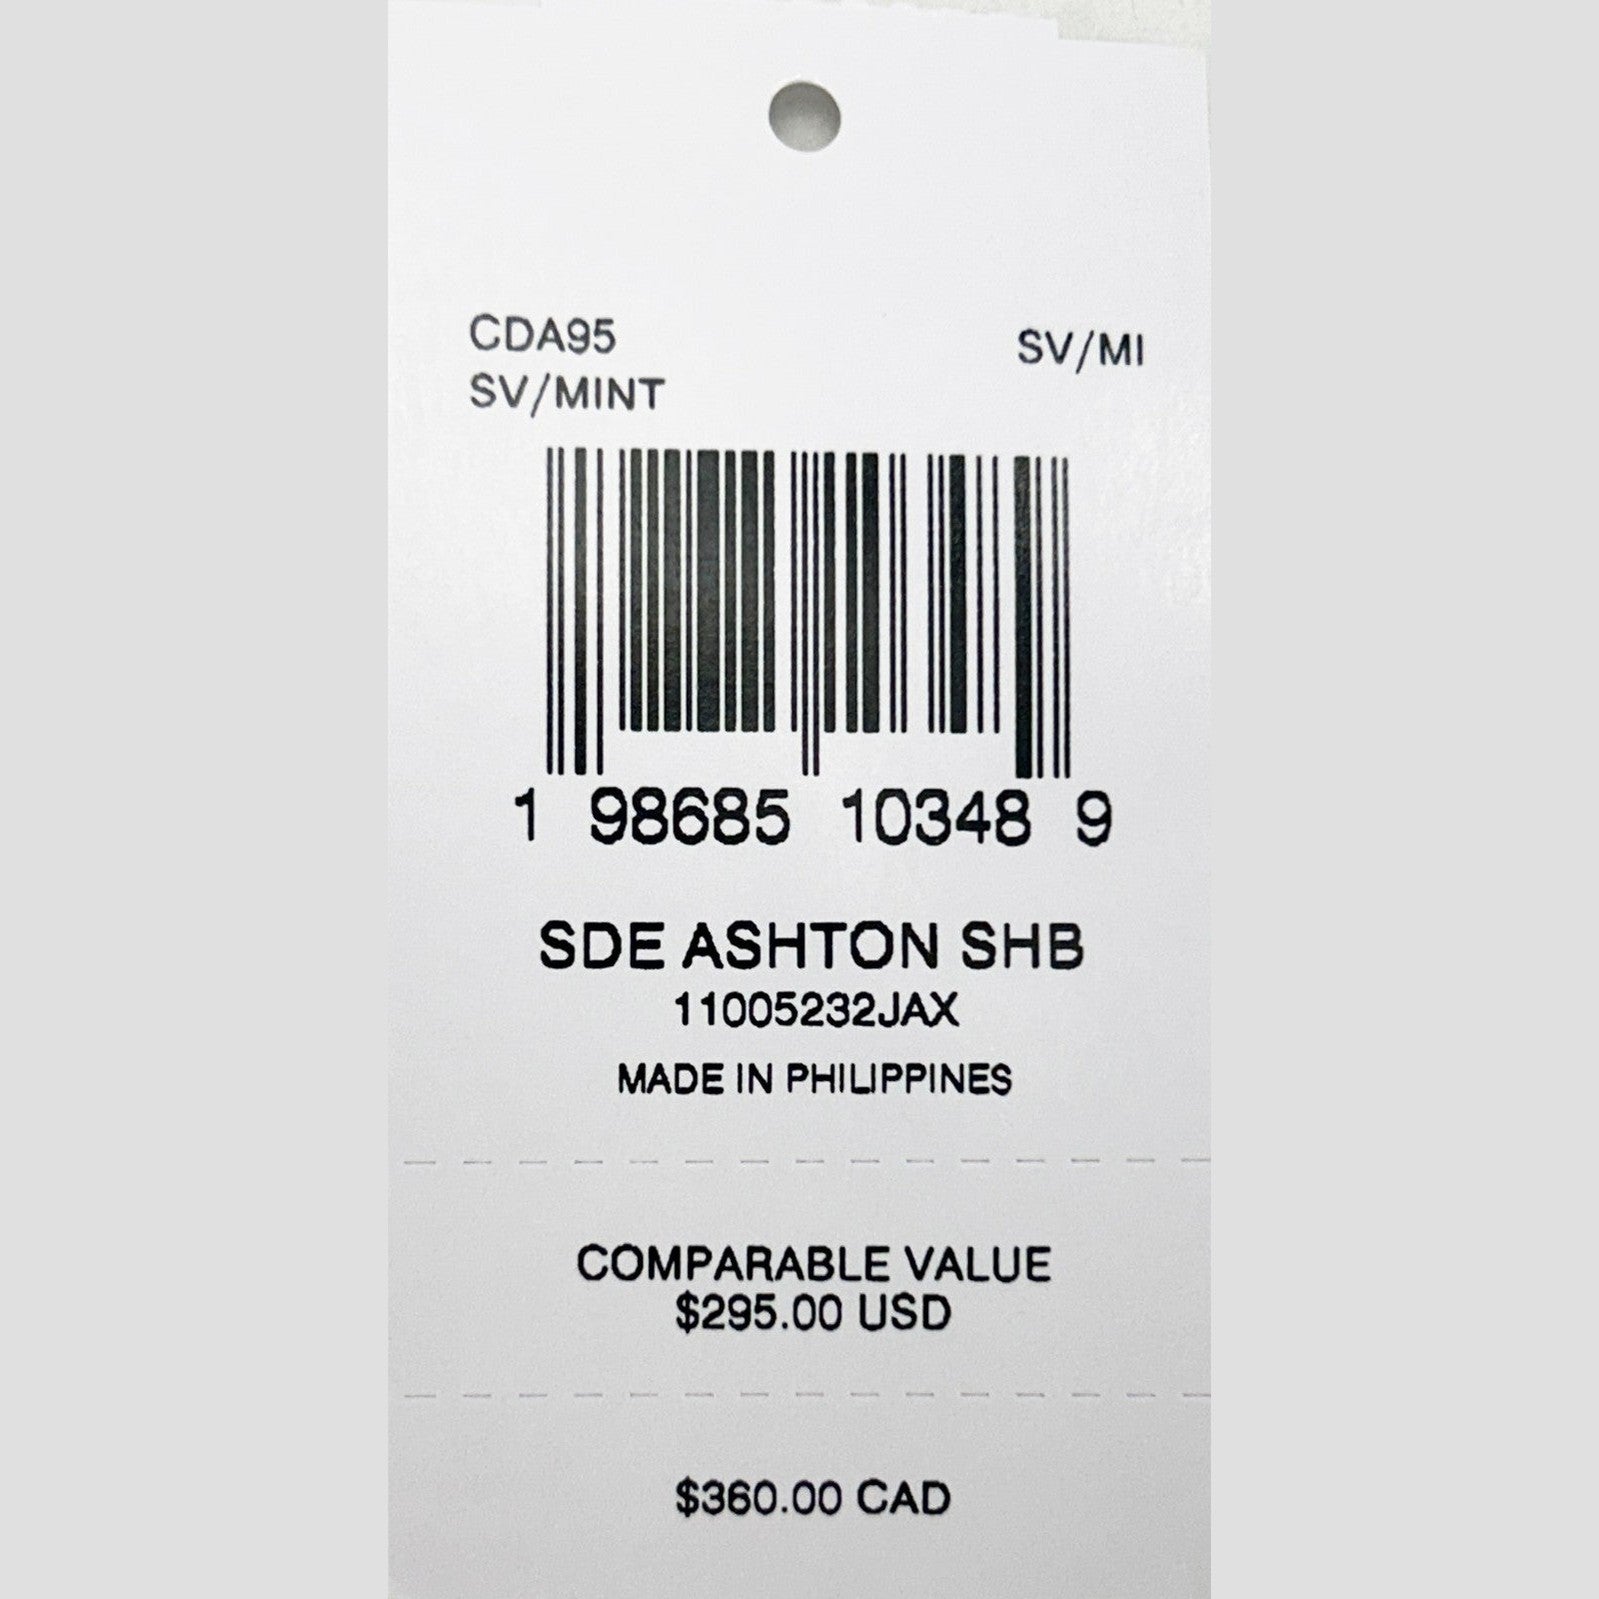 CDA95
SV/MI
SV/MINT
1 98685 10348 9
SDE ASHTON SHB
11005232JAX
MADE IN PHILIPPINES
COMPARABLE VALUE
$295.00 USD
$360.00 CAD